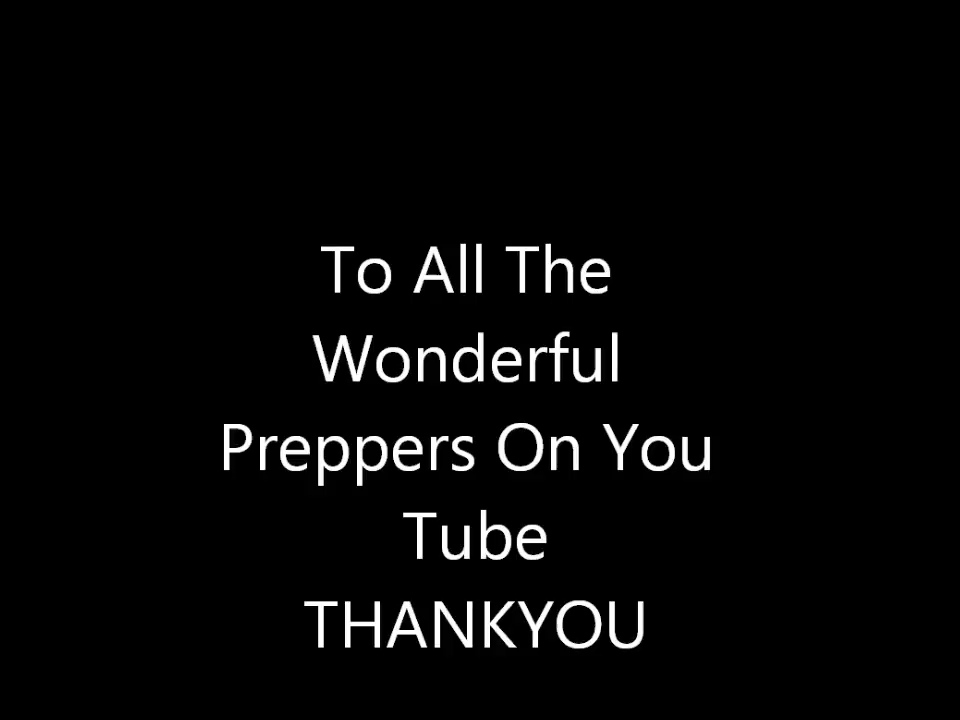 To All The
Wonderful
Preppers On You
Tube
THANKYOU